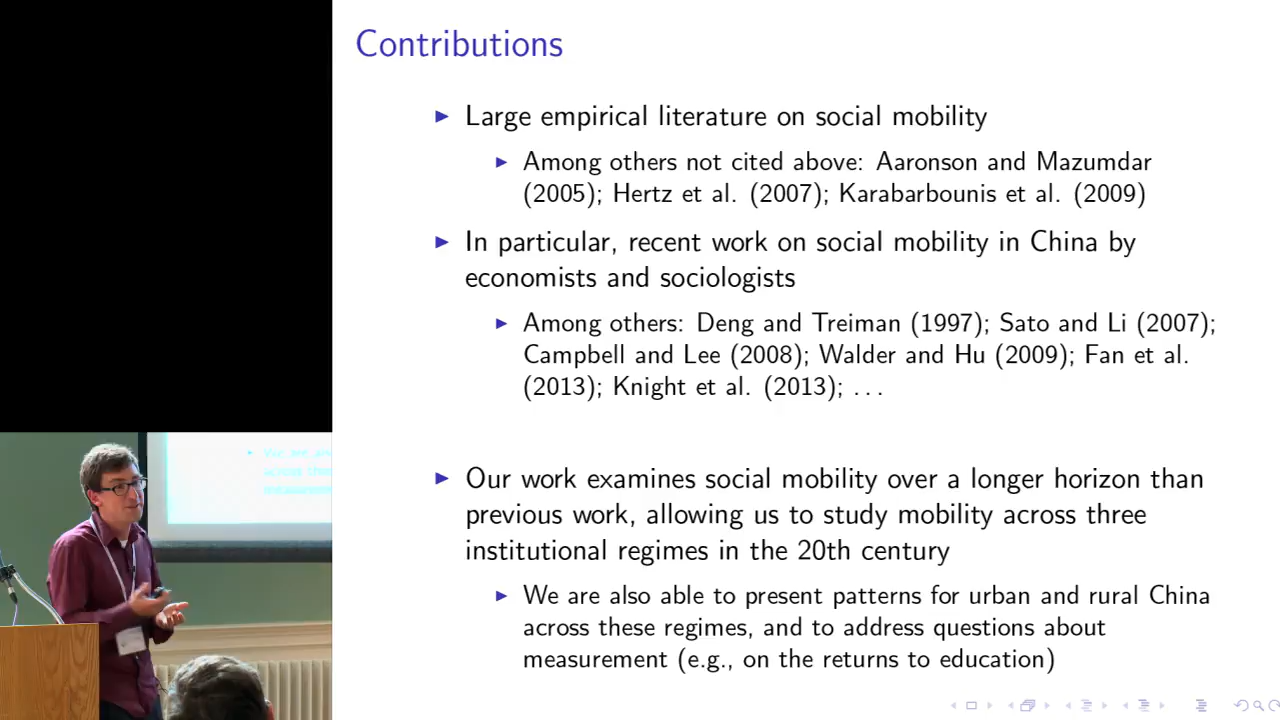 Contributions
Large empirical literature on social mobility
Among others not cited above: Aaronson and Mazumdar
(2005); Hertz et al. (2007); Karabarbounis et al. (2009)
In particular, recent work on social mobility in China by
economists and sociologists
Among others: Deng and Treiman (1997); Sato and Li (2007);
Campbell and Lee (2008); Walder and Hu (2009); Fan et al.
(2013); Knight et al. (2013); ...
Our work examines social mobility over a longer horizon than
previous work, allowing us to study mobility across three
institutional regimes in the 20th century
We are also able to present patterns for urban and rural China
across these regimes, and to address questions about
measurement (e.g., on the returns to education)
We are